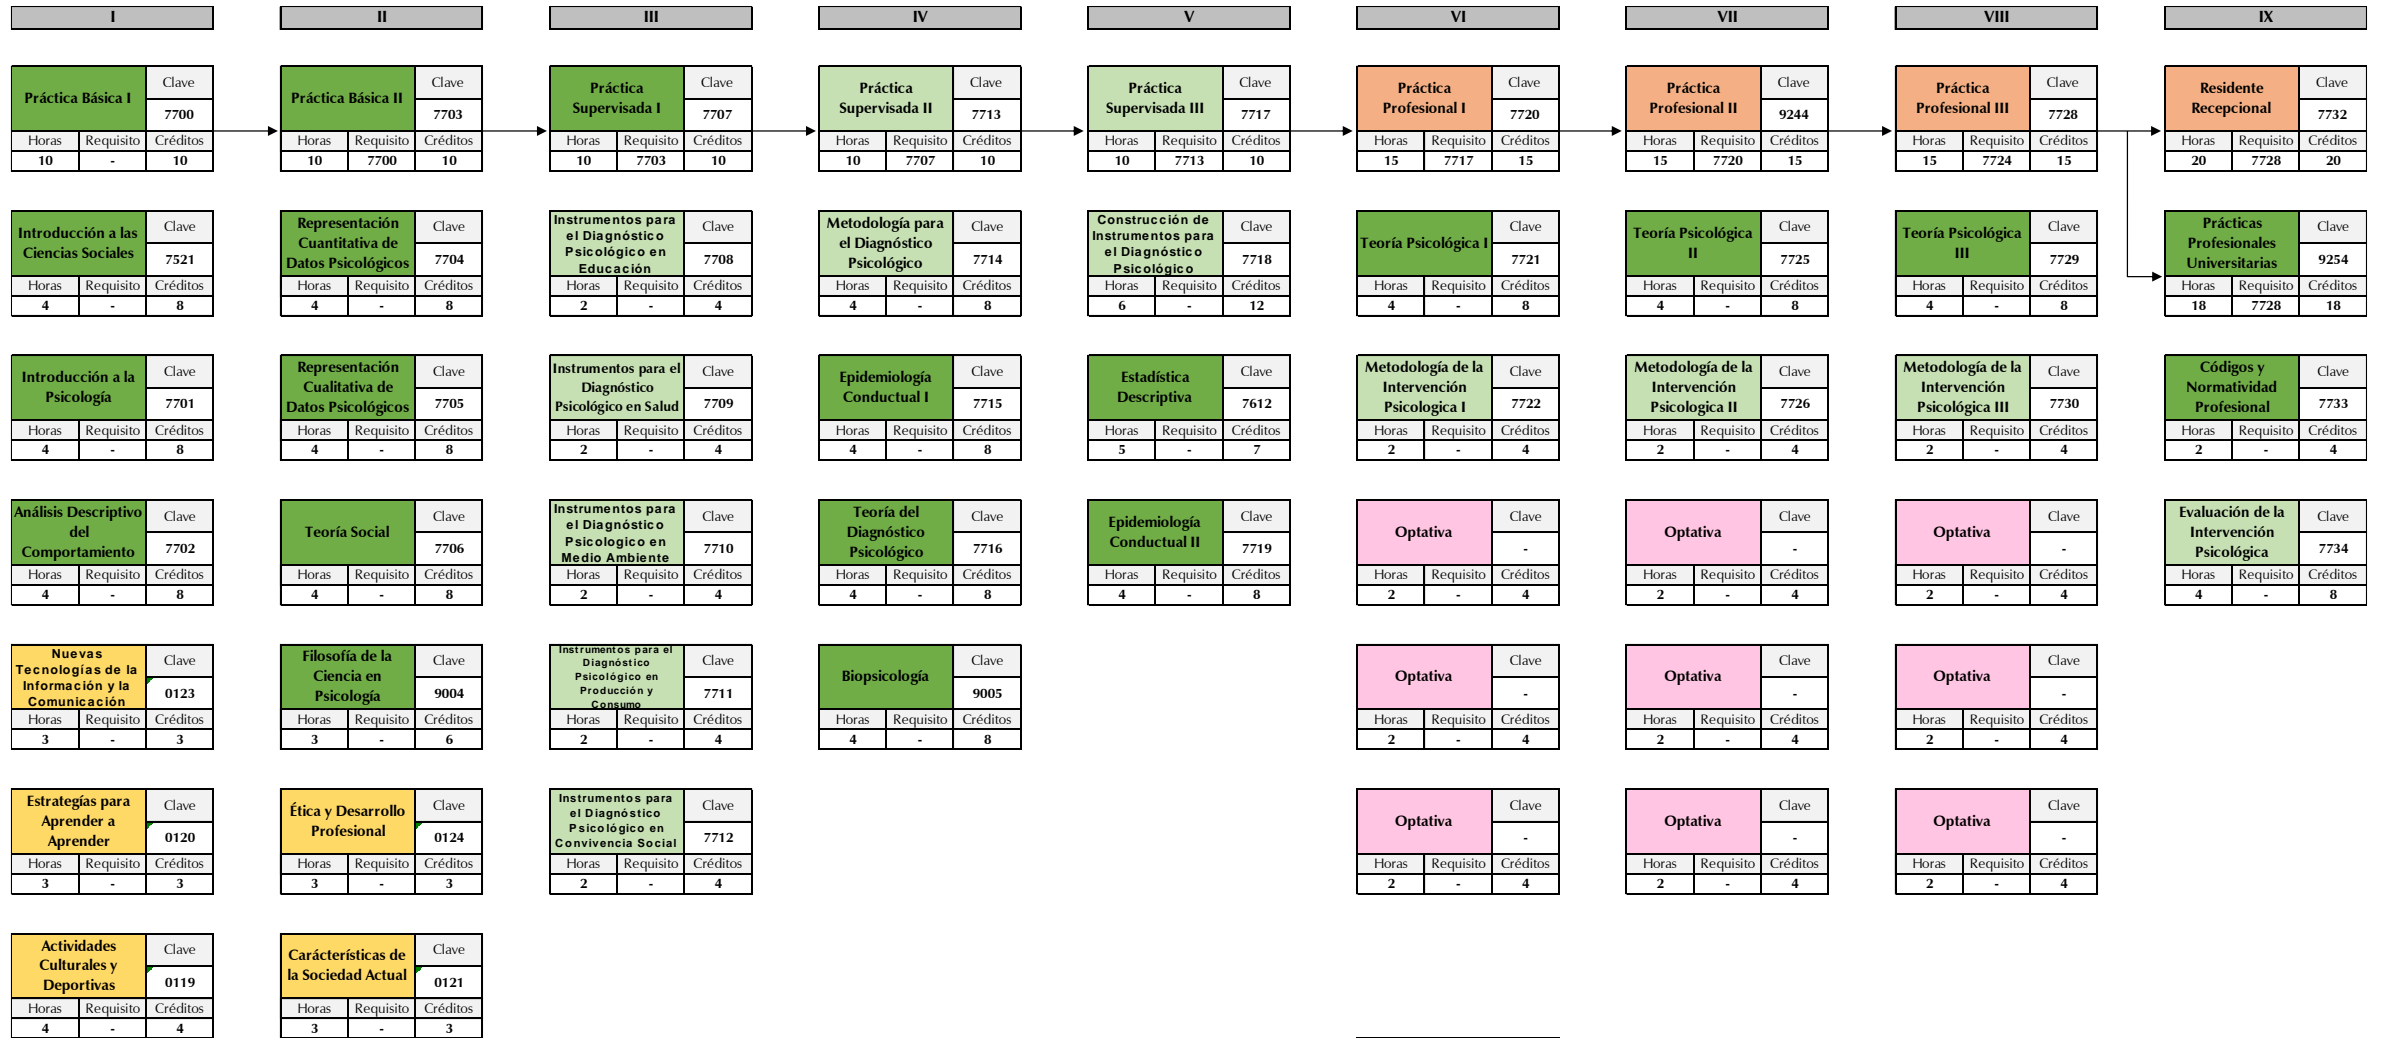 I II III IV V VI VII VIII IX
Práctica Básica I
Clave
7700
Horas Requisito Créditos
10 - 10
Práctica Básica II
Clave
7703
Horas Requisito Créditos
10 7700 10
Práctica
Supervisada I
Clave
7707
Horas Requisito Créditos
10 7703 10
Práctica
Supervisada II
Clave
7713
Horas Requisito Créditos
10 7707 10
Práctica
Supervisada III
Clave
7717
Horas Requisito Créditos
10 7713 10
Práctica
Profesional I
Clave
7720
Horas Requisito Créditos
15 7717 15
Práctica
Profesional II
Clave
9244
Horas Requisito Créditos
15 7720 15
Práctica
Profesional III
Clave
7728
Horas Requisito Créditos
15 7724 15
Residente
Recepcional
Clave
7732
Horas Requisito Créditos
20 7728 20
Introducción a las
Ciencias Sociales
Clave
7521
Horas Requisito Créditos
4 - 8
Representación
Cuantitativa de
Datos Psicológicos
Clave
7704
Horas Requisito Créditos
4 - 8
Instrumentos para
el Diagnóstico
Psicológico en
Educación
Clave
7708
Horas Requisito Créditos
2 - 4
Metodología para
el Diagnóstico
Psicológico
Clave
7714
Horas Requisito Créditos
4 - 8
Construcción de
Instrumentos para
el Diagnóstico
Psicológico
Clave
7718
Horas Requisito Créditos
6 - 12
Teoría Psicológica I
Clave
7721
Horas Requisito Créditos
4 - 8
Teoría Psicológica
II
Clave
7725
Horas Requisito Créditos
4 - 8
Teoría Psicológica
III
Clave
7729
Horas Requisito Créditos
4 - 8
Prácticas
Profesionales
Universitarias
Clave
9254
Horas Requisito Créditos
18 7728 18
Introducción a la
Psicología
Clave
7701
Horas Requisito Créditos
4 - 8
Representación
Cualitativa de
Datos Psicológicos
Clave
7705
Horas Requisito Créditos
4 - 8
Instrumentos para el
Diagnóstico
Psicológico en Salud
Clave
7709
Horas Requisito Créditos
2 - 4
Epidemiología
Conductual I
Clave
7715
Horas Requisito Créditos
4 - 8
Estadística
Descriptiva
Clave
7612
Horas Requisito Créditos
5 - 7
Metodología de la
Intervención
Psicologica I
Clave
7722
Horas Requisito Créditos
2 - 4
Metodología de la
Intervención
Psicologica II
Clave
7726
Horas Requisito Créditos
2 - 4
Metodología de la
Intervención
Psicológica III
Clave
7730
Horas Requisito Créditos
2 - 4
Códigos y
Normatividad
Profesional
Clave
7733
Horas Requisito Créditos
2 - 4
Análisis Descriptivo
del
Comportamiento
Clave
7702
Horas Requisito Créditos
4 - 8
Teoría Social
Clave
7706
Horas Requisito Créditos
4 - 8
Instrumentos para
el Diagnóstico
Psicologico en
Medio Ambiente
Clave
7710
Horas Requisito Créditos
2 - 4
Teoría del
Diagnóstico
Psicológico
Clave
7716
Horas Requisito Créditos
4 - 8
Epidemiología
Conductual II
Clave
7719
Horas Requisito Créditos
4 - 8
Optativa
Clave
-
Horas Requisito Créditos
2 - 4
Optativa
Clave
-
Horas Requisito Créditos
2 - 4
Optativa
Clave
-
Horas Requisito Créditos
2 - 4
Evaluación de la
Intervención
Psicológica
Clave
7734
Horas Requisito Créditos
4 - 8
Nuevas
Tecnologías de la
Información y la
Comunicación
Clave
0123
Horas Requisito Créditos
3 - 3
Filosofía de la
Ciencia en
Psicología
Clave
9004
Horas Requisito Créditos
3 - 6
Instrumentos para el
Diagnóstico
Psicológico en
Producción y
Consumo
Clave
7711
Horas Requisito Créditos
2 - 4
Biopsicología
Clave
9005
Horas Requisito Créditos
4 - 8
Optativa
Clave
-
Horas Requisito Créditos
2 - 4
Optativa
Clave
-
Horas Requisito Créditos
2 - 4
Optativa
Clave
-
Horas Requisito Créditos
2 - 4
Estrategías para
Aprender a
Aprender
Clave
0120
Horas Requisito Créditos
3 - 3
Ética y Desarrollo
Profesional
Clave
0124
Horas Requisito Créditos
3 - 3
Instrumentos para
el Diagnóstico
Psicológico en
Convivencia Social
Clave
7712
Horas Requisito Créditos
2 - 4
Optativa
Clave
-
Horas Requisito Créditos
2 - 4
Optativa
Clave
-
Horas Requisito Créditos
2 - 4
Optativa
Clave
-
Horas Requisito Créditos
2 - 4
Actividades
Culturales y
Deportivas
Clave
0119
Horas Requisito Créditos
4 - 4
Carácterísticas de
la Sociedad Actual
Clave
0121
Horas Requisito Créditos
3 - 3